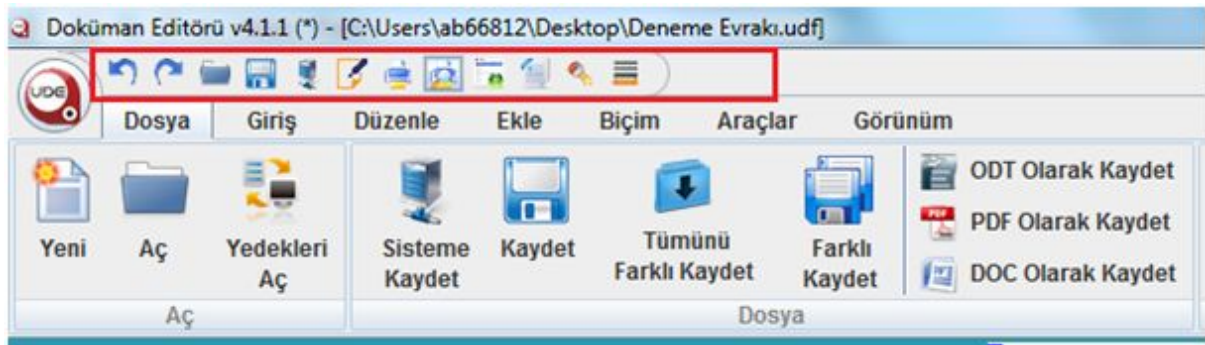 Doküman Editörü v4.1.1 (*) - [C:\Users\ab66812\Desktop\Deneme Evrakı.udf]
UDE
Dosya Giriş Düzenle Ekle Biçim Araçlar Görünüm
Yeni
Aç
Yedekleri
Aç
Sisteme
Kaydet
Kaydet
Tümünü
Farklı Kaydet
Farklı
Kaydet
ODT Olarak Kaydet
PDF Olarak Kaydet
DOC Olarak Kaydet
Aç
Dosya